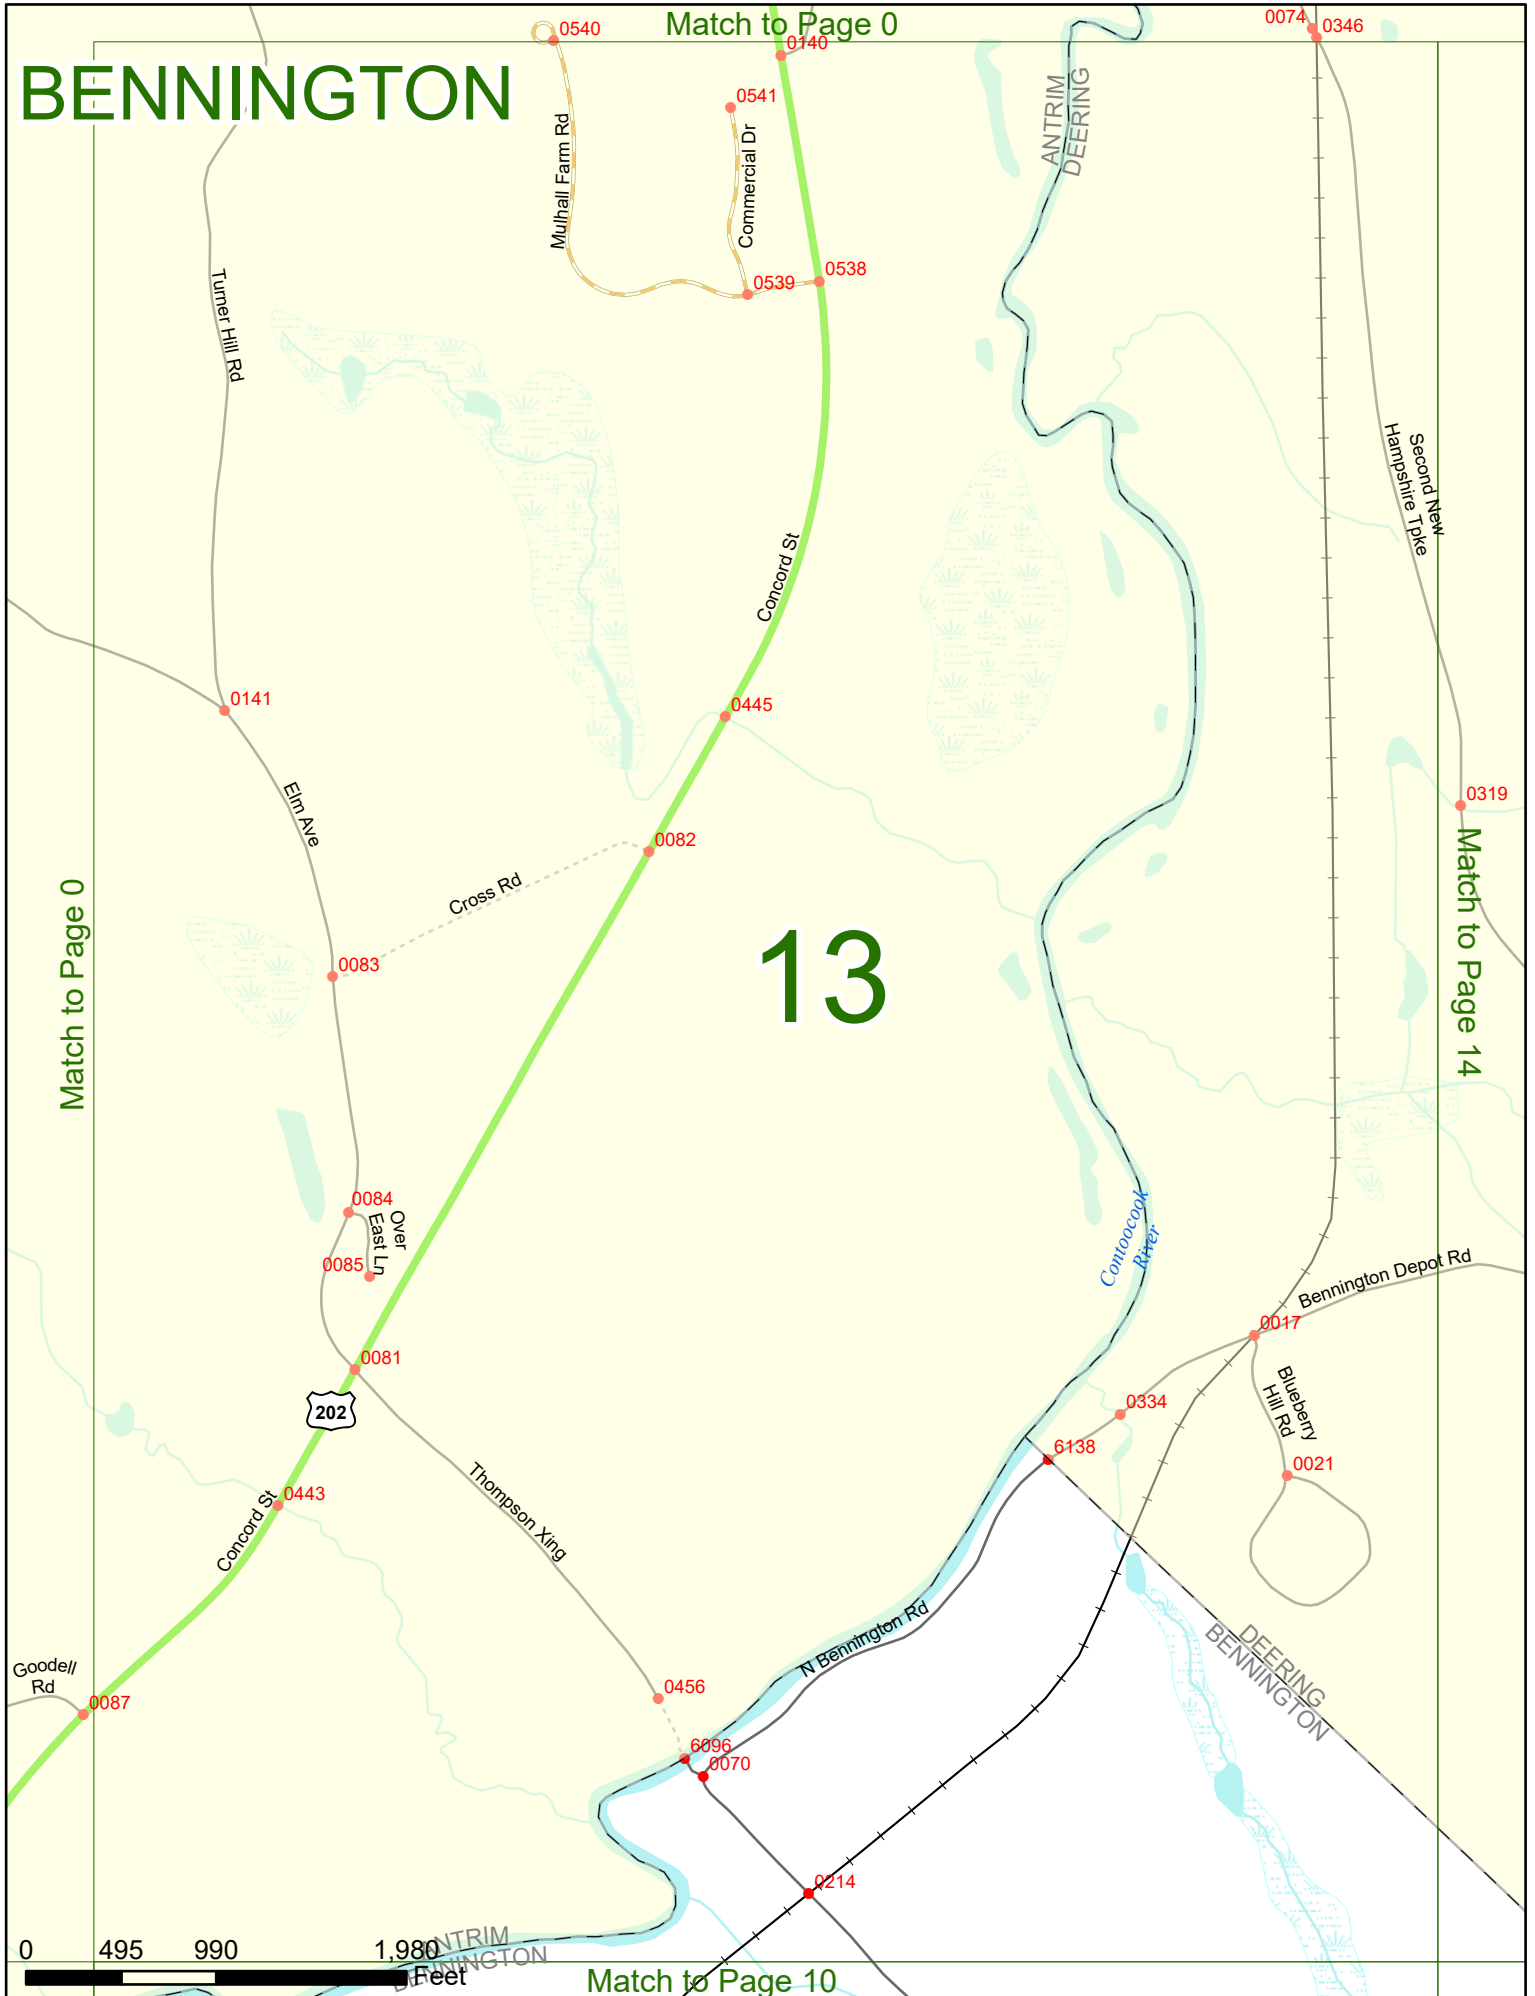 Match to Page 0
0540
0140
0074
0346
BENNINGTON
0541
ANTRIM
DEERING
Mulhall Farm Rd
Commercial Dr
0539
0538
Turner Hill Rd
Second New
Hampshire Tpke
Concord St
0141
0445
Elm Ave
0082
0319
Cross Rd
Match to Page 0
13
Match to Page 14
0083
0084
Over
East Ln
0085
Contoocook
River
Bennington Depot Rd
0017
0081
202
Blueberry
Hill Rd
0334
6138
0021
Thompson Xing
0443
Concord St
N Bennington Rd
DEERING
BENNINGTON
Goodell
Rd
0087
0456
6096
0070
0214
ANTRIM
BENNINGTON
0 495 990 1,980
Feet
Match to Page 10